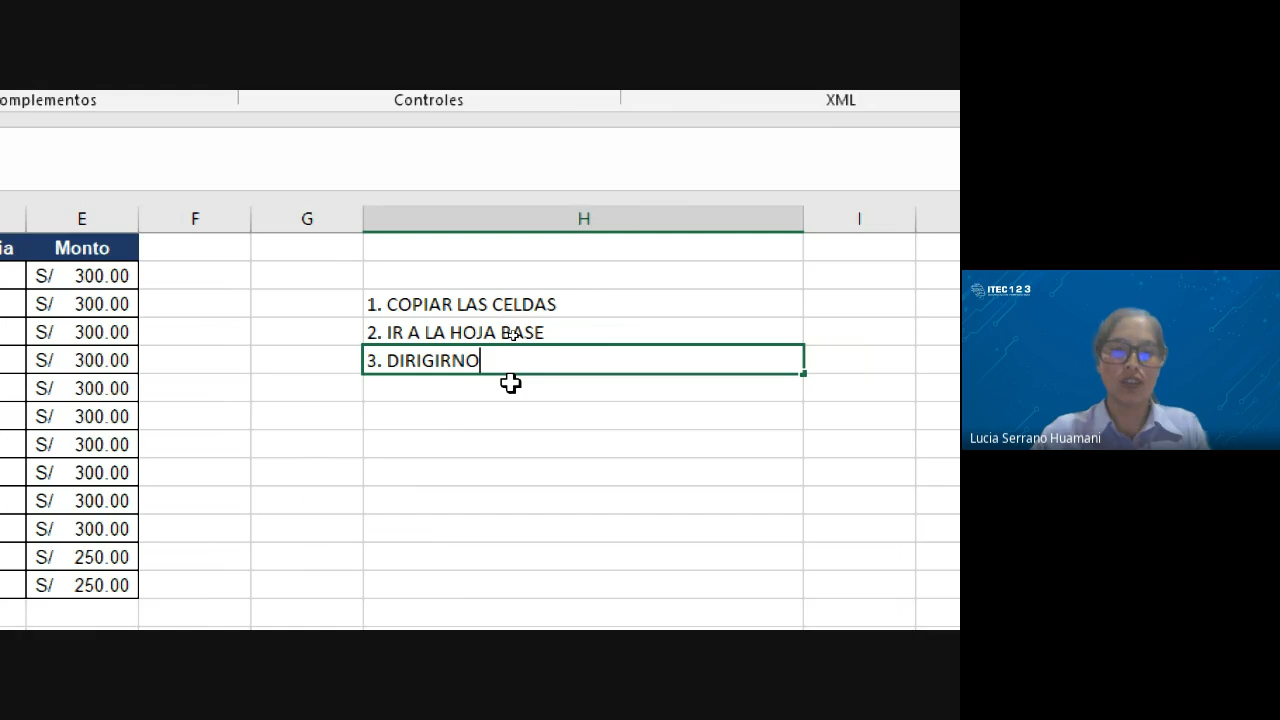 omplementos
Controles
XML
E
F
G
H
I
ia
Monto
S/ 300.00
S/ 300.00
1. COPIAR LAS CELDAS
S/ 300.00
2. IR A LA HOJA BASE
S/ 300.00
3. DIRIGIRNO
S/ 300.00
S/ 300.00
S/ 300.00
S/ 300.00
S/ 300.00
S/ 300.00
S/ 250.00
S/ 250.00
ITEC 1 2 3
Lucia Serrano Huamani